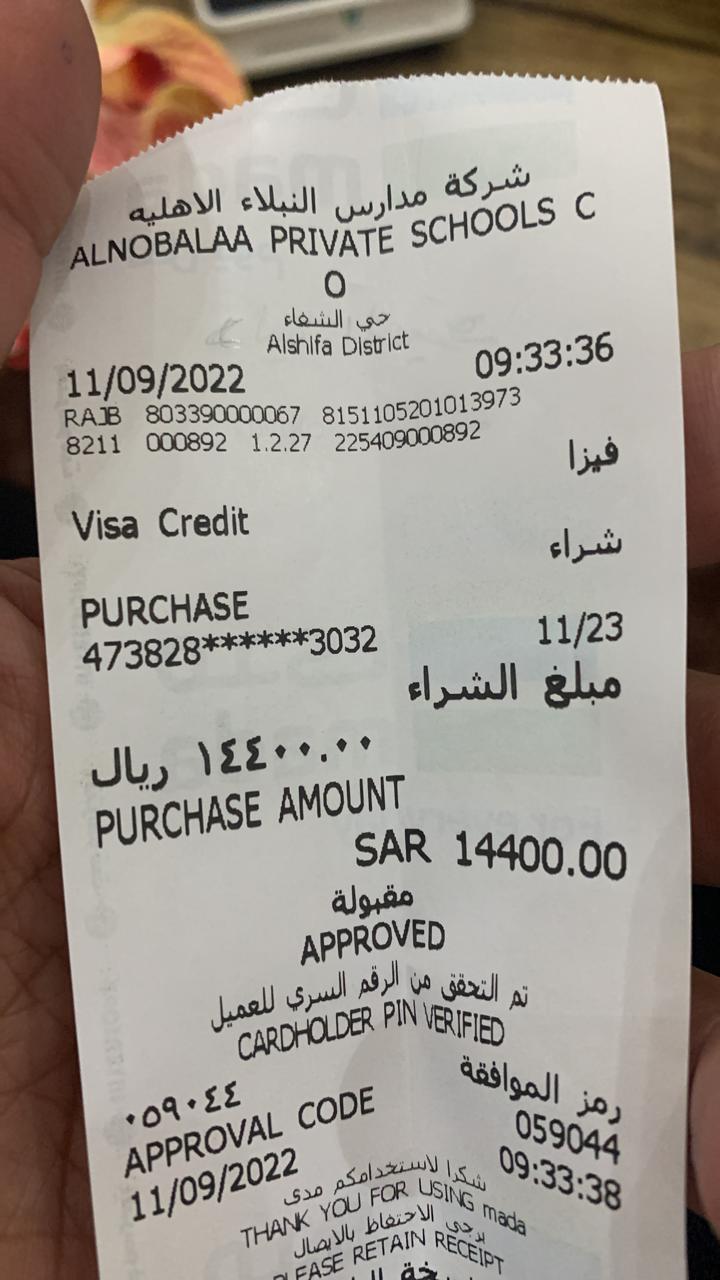 شركة مدارس النبلاء الاهليه
ALNOBALAA PRIVATE SCHOOLS C
O
حي الشفاء
Alshifa District
11/09/2022 09:33:36
RAJB 803390000067 8151105201013973
8211 000892 1.2.27 225409000892
فيزا
Visa Credit
شراء
PURCHASE
473828******3032 11/23
مبلغ الشراء
١٤٤٠٠.٠٠ ريال
PURCHASE AMOUNT
SAR 14400.00
مقبولة
APPROVED
تم التحقق من الرقم السري للعميل
CARDHOLDER PIN VERIFIED
رمز الموافقة
٠٥٩٠٤٤
059044
APPROVAL CODE
11/09/2022 09:33:38
شكرا لاستخدامكم مدى
THANK YOU FOR USING mada
يرجى الاحتفاظ بالايصال
PLEASE RETAIN RECEIPT